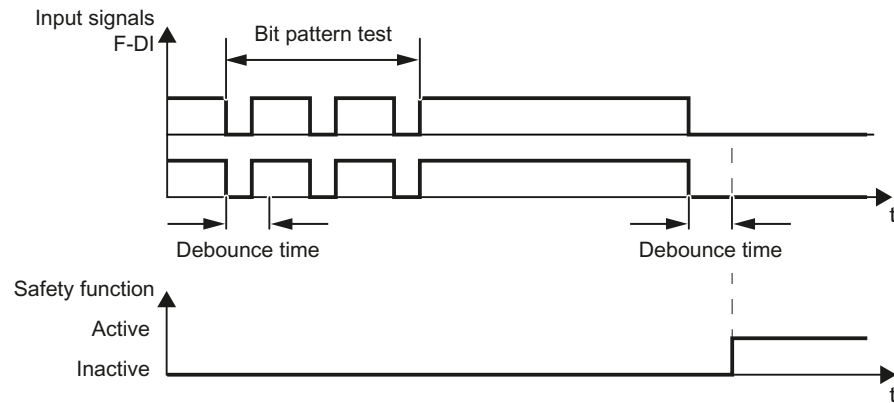 Input signals
F-DI
Bit pattern test
t
Debounce time
Debounce time
Safety function
Active
Inactive
t